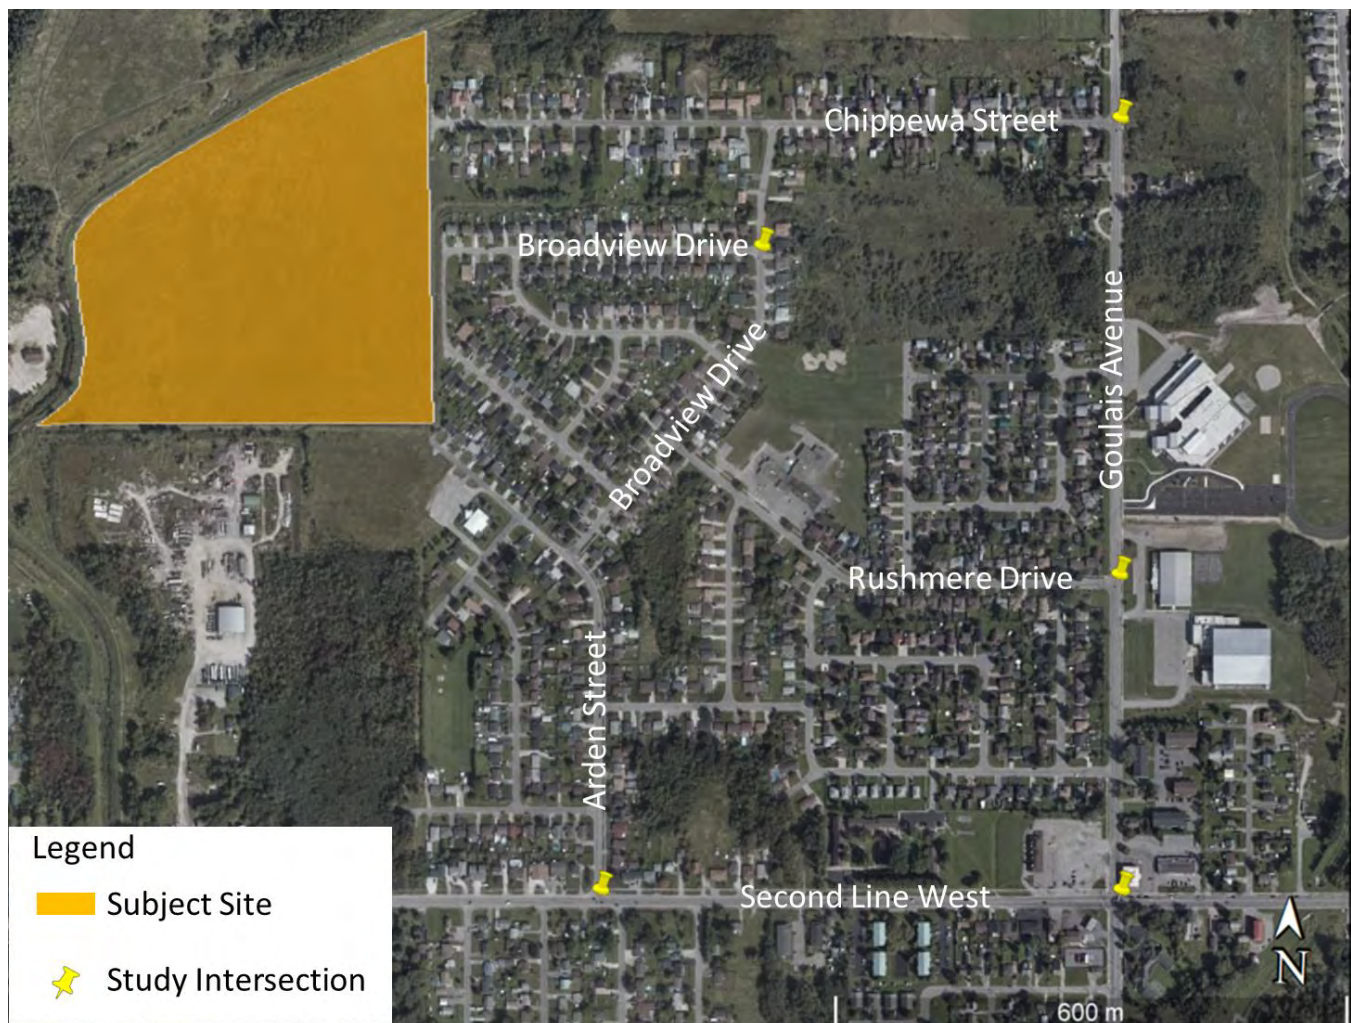 Chippewa Street
Broadview Drive
Goulais Avenue
Broadview Drive
Rushmere Drive
Arden Street
Second Line West
Legend
Subject Site
Study Intersection
N
600 m